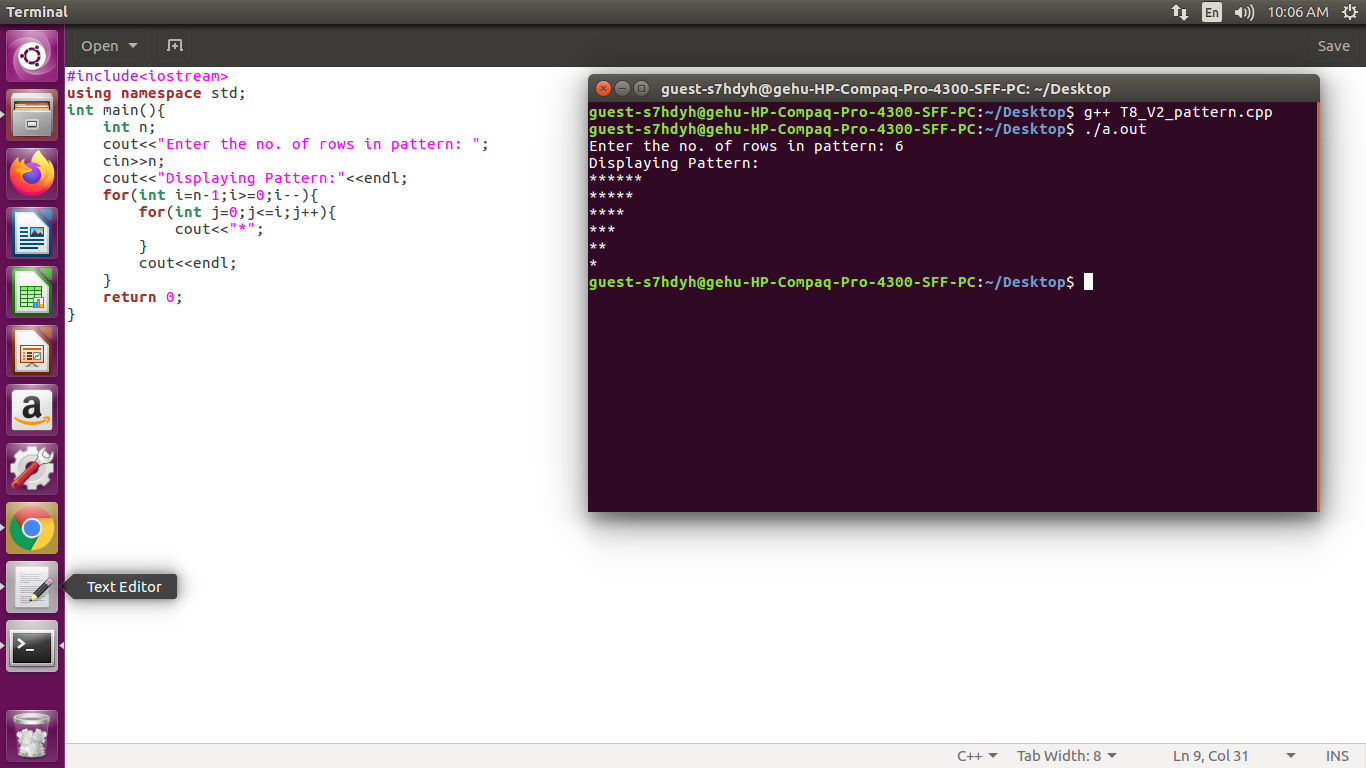 Terminal
En
10:06 AM
Open
Save
#include<iostream>
using namespace std;
int main(){
    int n;
    cout<<"Enter the no. of rows in pattern: ";
    cin>>n;
    cout<<"Displaying Pattern:"<<endl;
    for(int i=n-1;i>=0;i--){
        for(int j=0;j<=i;j++){
            cout<<"*";
        }
        cout<<endl;
    }
    return 0;
}
guest-s7hdyh@gehu-HP-Compaq-Pro-4300-SFF-PC: ~/Desktop
guest-s7hdyh@gehu-HP-Compaq-Pro-4300-SFF-PC:~/Desktop$ g++ T8_V2_pattern.cpp
guest-s7hdyh@gehu-HP-Compaq-Pro-4300-SFF-PC:~/Desktop$ ./a.out
Enter the no. of rows in pattern: 6
Displaying Pattern:
******
*****
****
***
**
*
guest-s7hdyh@gehu-HP-Compaq-Pro-4300-SFF-PC:~/Desktop$
a
Text Editor
>_
C++
Tab Width: 8
Ln 9, Col 31
INS